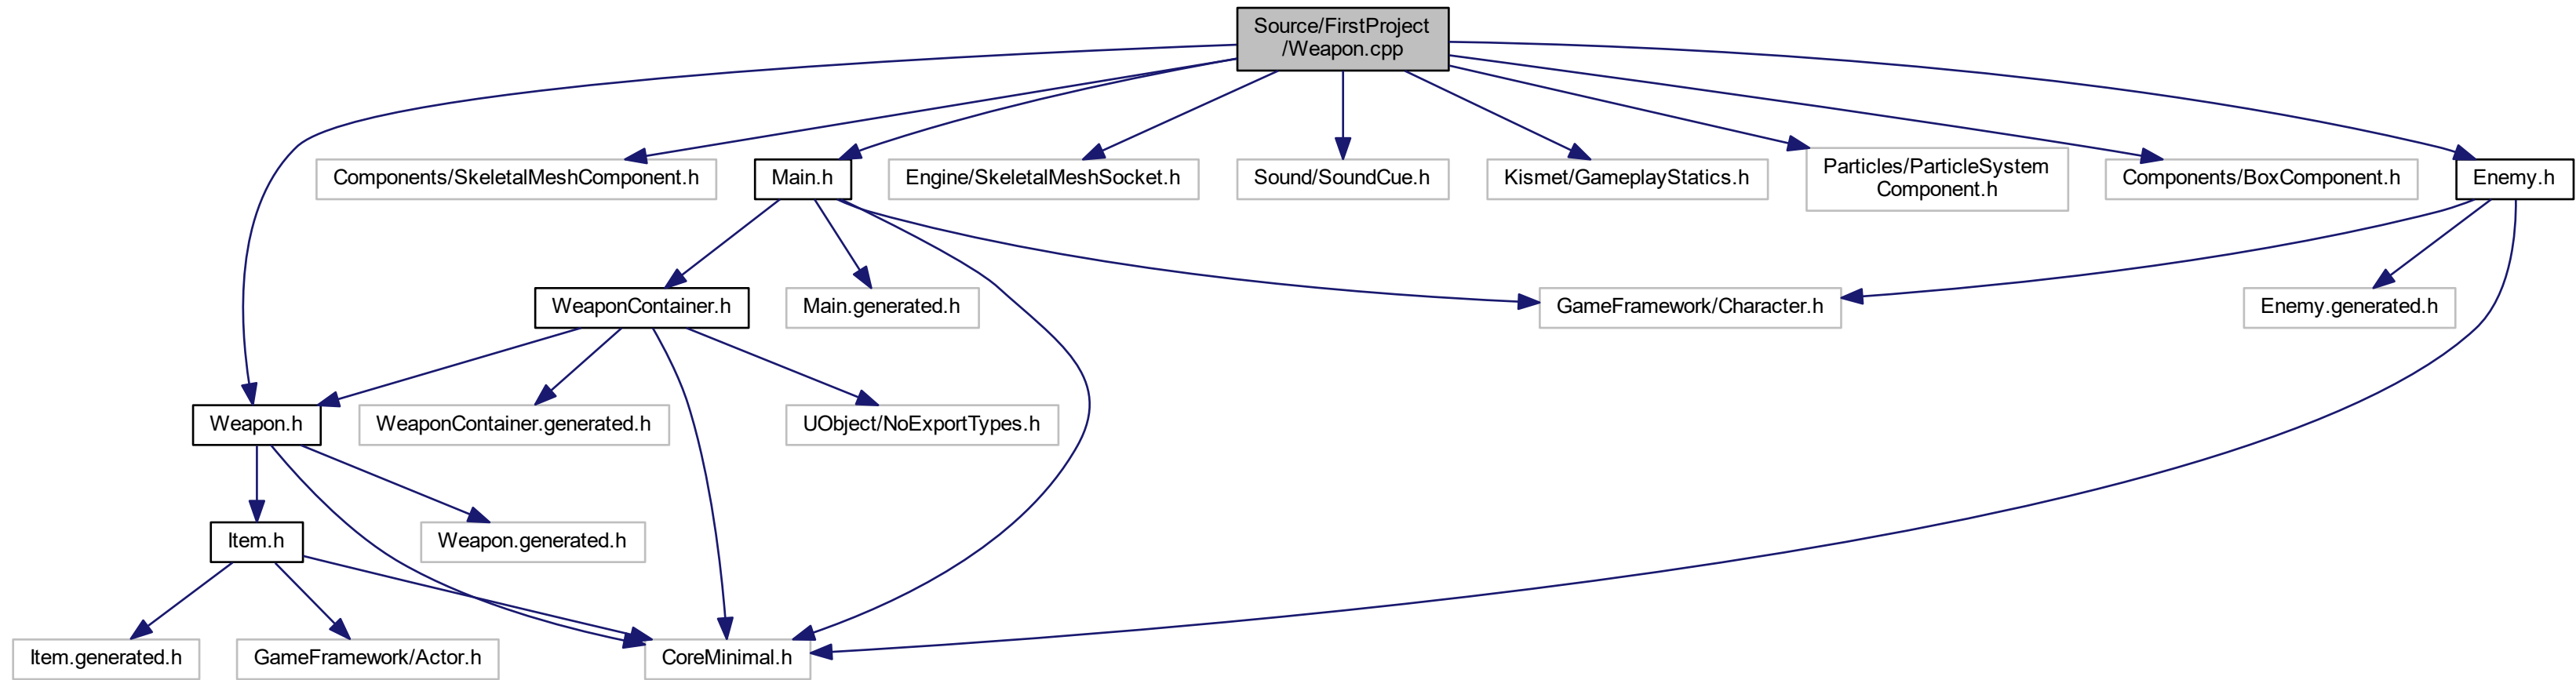 Source/FirstProject
/Weapon.cpp
Components/SkeletalMeshComponent.h
Main.h
Engine/SkeletalMeshSocket.h
Sound/SoundCue.h
Kismet/GameplayStatics.h
Particles/ParticleSystem
Component.h
Components/BoxComponent.h
Enemy.h
WeaponContainer.h
Main.generated.h
GameFramework/Character.h
Enemy.generated.h
Weapon.h
WeaponContainer.generated.h
UObject/NoExportTypes.h
Item.h
Weapon.generated.h
Item.generated.h
GameFramework/Actor.h
CoreMinimal.h